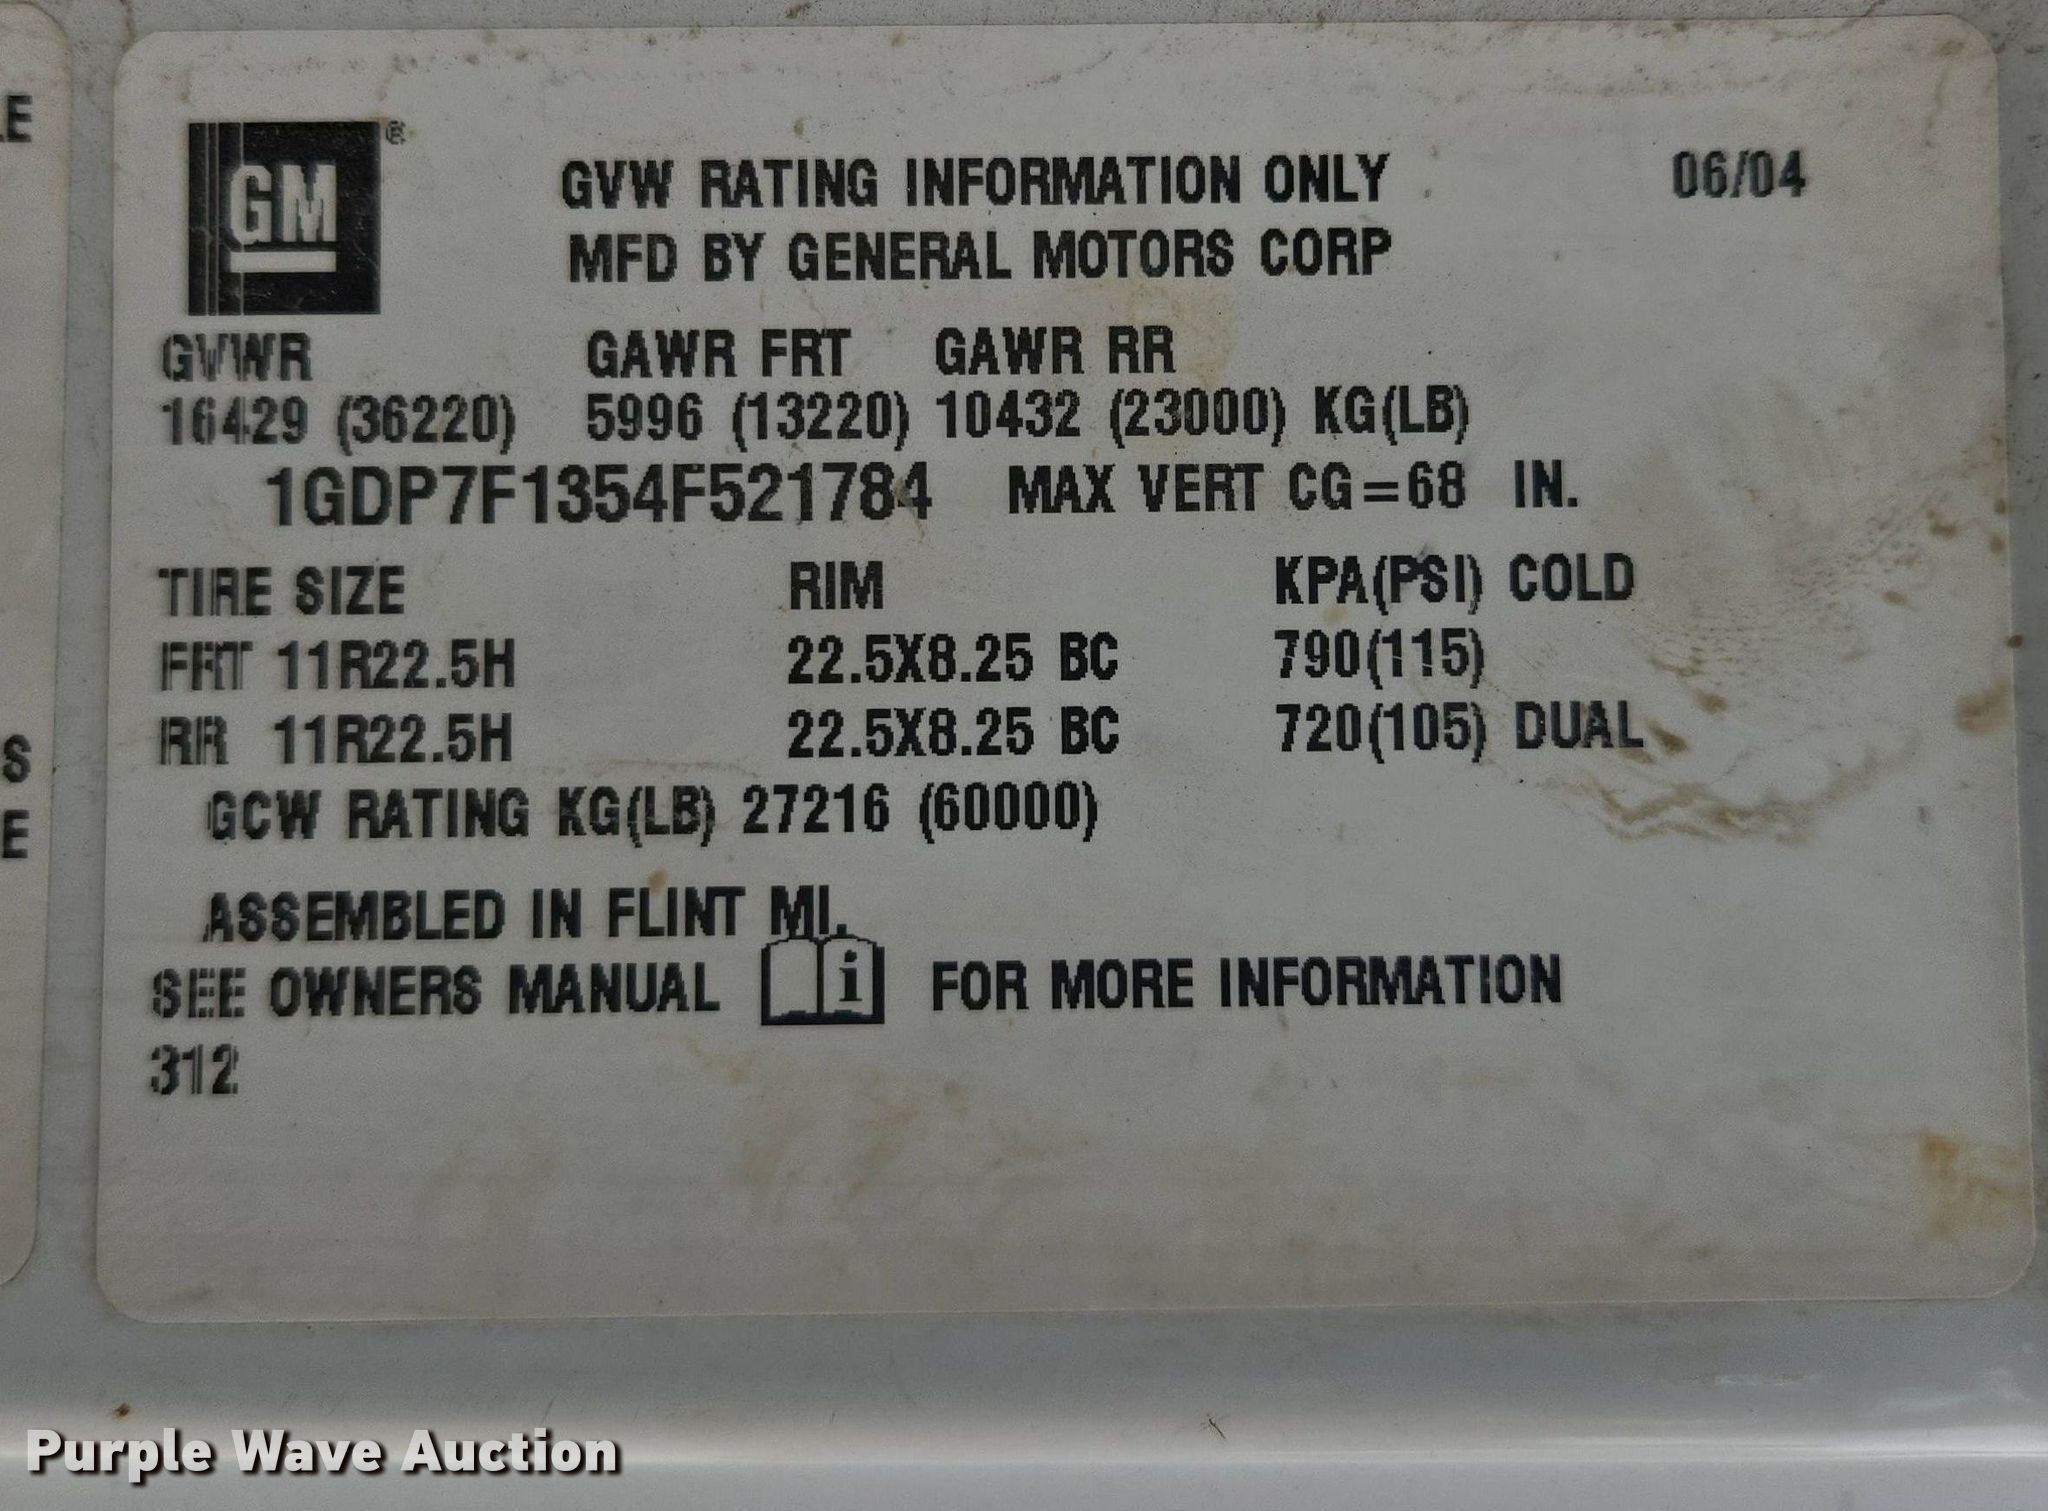 LE
S
E
GM®
GVW RATING INFORMATION ONLY 06/04
MFD BY GENERAL MOTORS CORP
GVWR GAWR FRT GAWR RR
16429 (36220) 5996 (13220) 10432 (23000) KG(LB)
1GDP7F1354F521784 MAX VERT CG=68 IN.
TIRE SIZE RIM KPA(PSI) COLD
FRT 11R22.5H 22.5X8.25 BC 790(115)
RR 11R22.5H 22.5X8.25 BC 720(105) DUAL
GCW RATING KG(LB) 27216 (60000)
ASSEMBLED IN FLINT MI.
SEE OWNERS MANUAL i FOR MORE INFORMATION
312
Purple Wave Auction